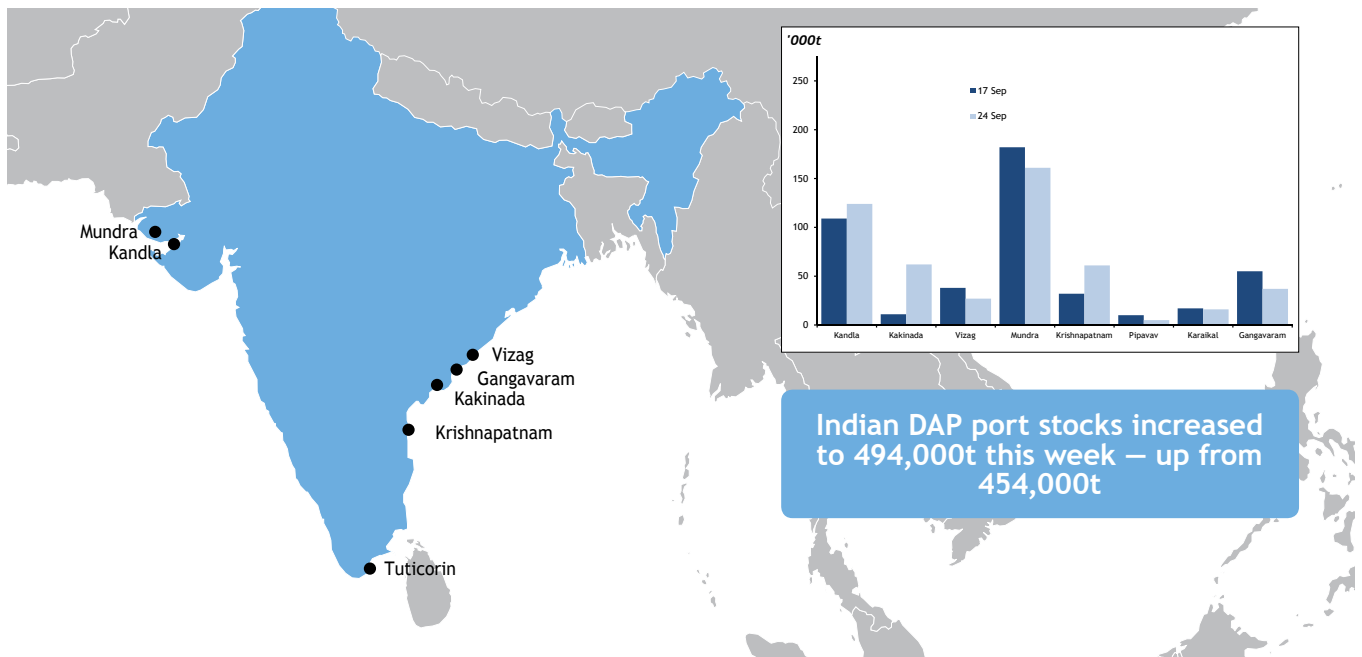 '000t
250
200
150
100
50
0
17 Sep
24 Sep
Kandla Kakinada Vizag Mundra Krishnapatnam Pipavav Karaikal Gangavaram
Mundra
Kandla
Vizag
Gangavaram
Kakinada
Krishnapatnam
Tuticorin
Indian DAP port stocks increased
to 494,000t this week — up from
454,000t